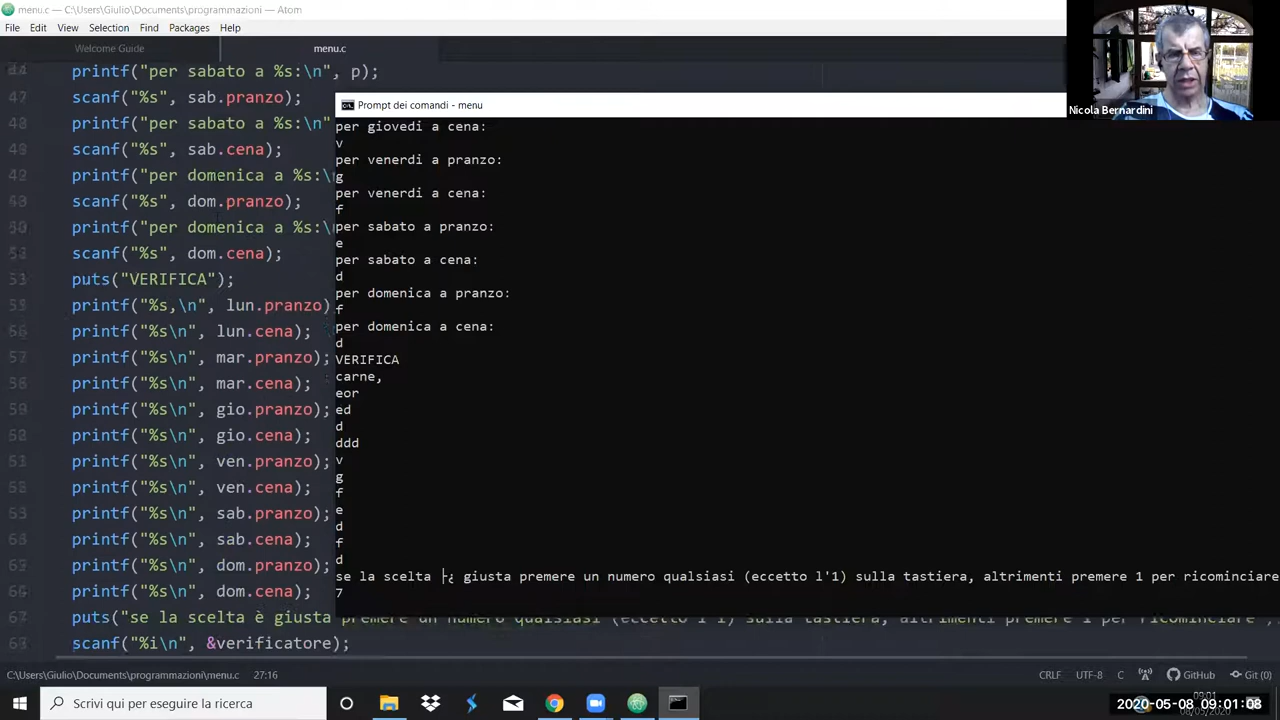 menu.c — C:\Users\Giulio\Documents\programmazioni — Atom
File Edit View Selection Find Packages Help
Welcome Guide menu.c
printf("per sabato a %s:\n", p);
scanf("%s", sab.pranzo);
printf("per sabato a %s:\n"
scanf("%s", sab.cena);
printf("per domenica a %s:\
scanf("%s", dom.pranzo);
printf("per domenica a %s:\
scanf("%s", dom.cena);
puts("VERIFICA");
printf("%s,\n", lun.pranzo)
56 printf("%s\n", lun.cena);
57 printf("%s\n", mar.pranzo);
printf("%s\n", mar.cena);
printf("%s\n", gio.pranzo);
printf("%s\n", gio.cena);
printf("%s\n", ven.pranzo);
printf("%s\n", ven.cena);
printf("%s\n", sab.pranzo);
printf("%s\n", sab.cena);
printf("%s\n", dom.pranzo);
printf("%s\n", dom.cena);
puts("se la scelta è giusta premere un numero qualsiasi (eccetto l'1) sulla tastiera, altrimenti premere 1 per ricominciare",
scanf("%i\n", &verificatore);
Prompt dei comandi - menu
per giovedi a cena:
v
per venerdi a pranzo:
g
per venerdi a cena:
f
per sabato a pranzo:
e
per sabato a cena:
d
per domenica a pranzo:
f
per domenica a cena:
d
VERIFICA
carne,
eor
ed
d
ddd
v
g
f
e
d
f
d
se la scelta ├¿ giusta premere un numero qualsiasi (eccetto l'1) sulla tastiera, altrimenti premere 1 per ricominciare
7
Nicola Bernardini
C:\Users\Giulio\Documents\programmazioni\menu.c 27:16 CRLF UTF-8 C GitHub Git (0)
Scrivi qui per eseguire la ricerca
09:01
2020-05-08 09:01:08